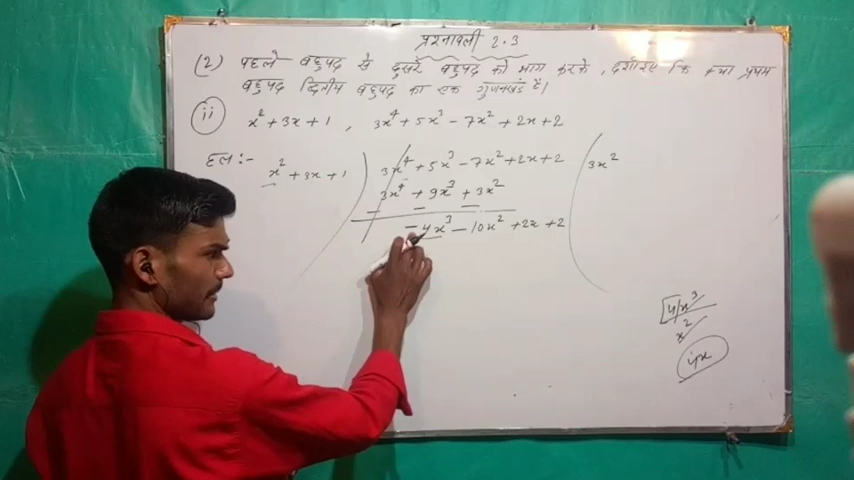 प्रश्नावली 2.3
(2) पहले बहुपद से दुसरे बहुपद को भाग करके, दर्शाइए कि क्या प्रथम
बहुपद द्वितीय बहुपद का एक गुणनखंड है।
(ii) x² + 3x + 1 , 3x⁴ + 5x³ - 7x² + 2x + 2
हल :- x² + 3x + 1 ) 3x⁴ + 5x³ - 7x² + 2x + 2 ( 3x²
3x⁴ + 9x³ + 3x²
- - -
- 4x³ - 10x² + 2x + 2
4x³
x²
4x